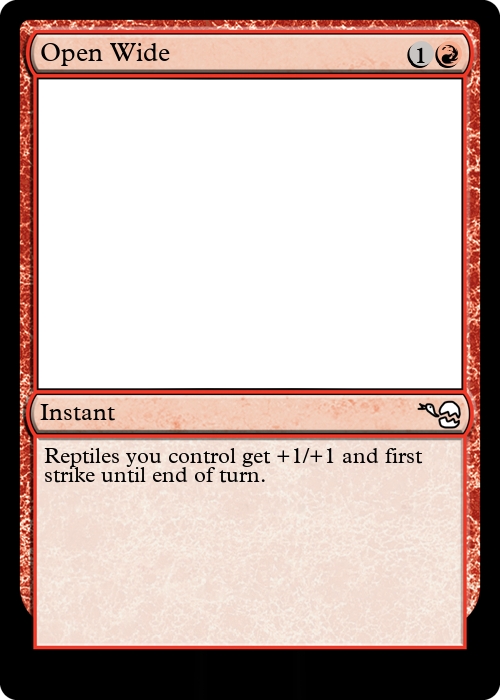 Open Wide 1
Instant
Reptiles you control get +1/+1 and first
strike until end of turn.